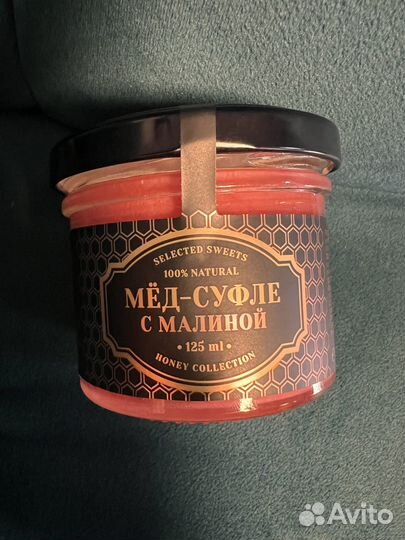 SELECTED SWEETS
100% NATURAL
МЁД-СУФЛЕ
С МАЛИНОЙ
• 125 ml •
HONEY COLLECTION
Avito